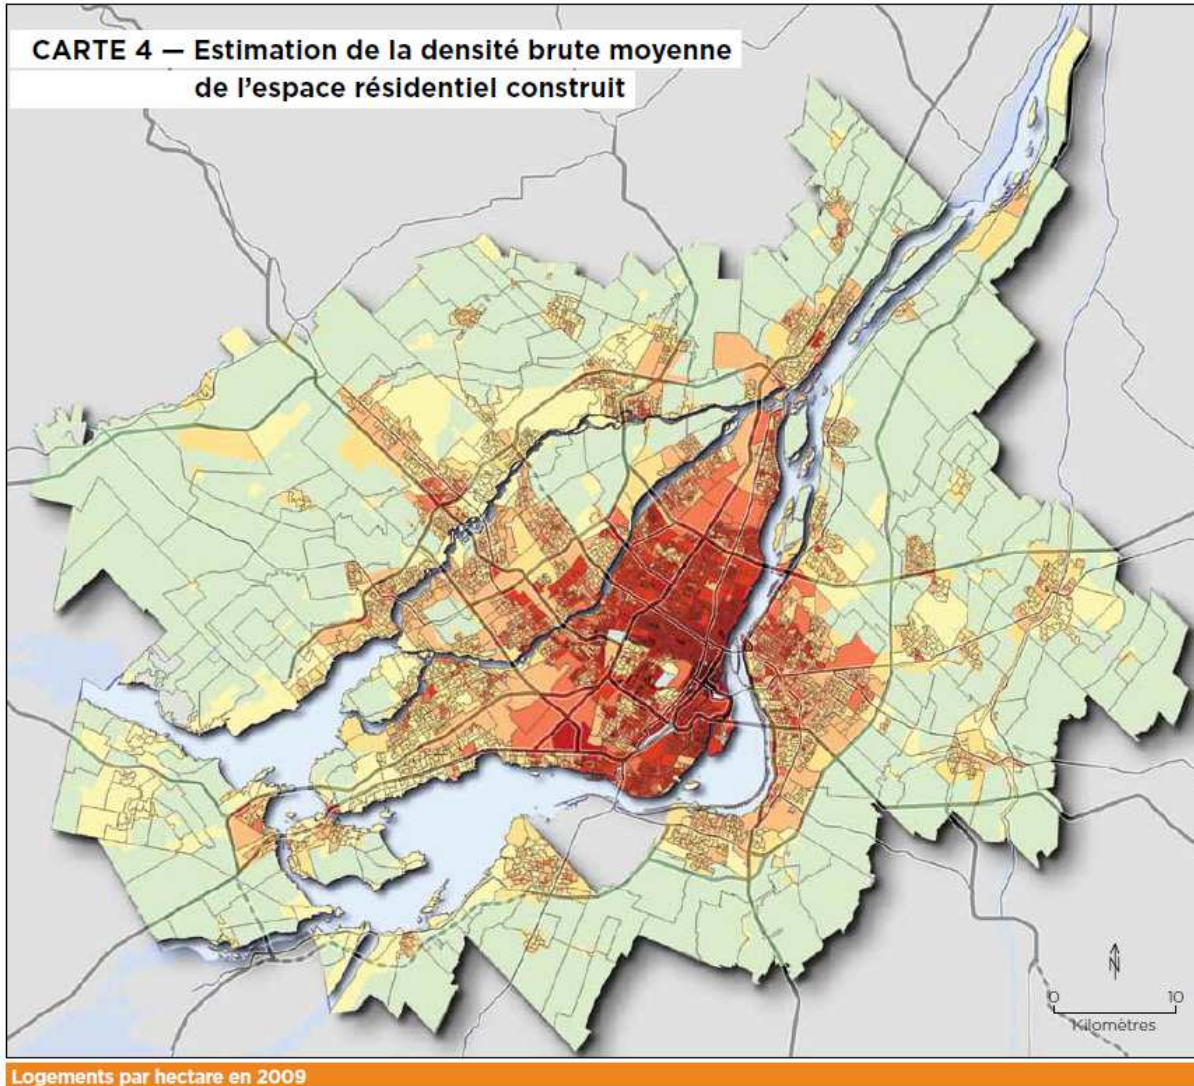 CARTE 4 — Estimation de la densité brute moyenne
de l'espace résidentiel construit
N
0 10
Kilomètres
Logements par hectare en 2009